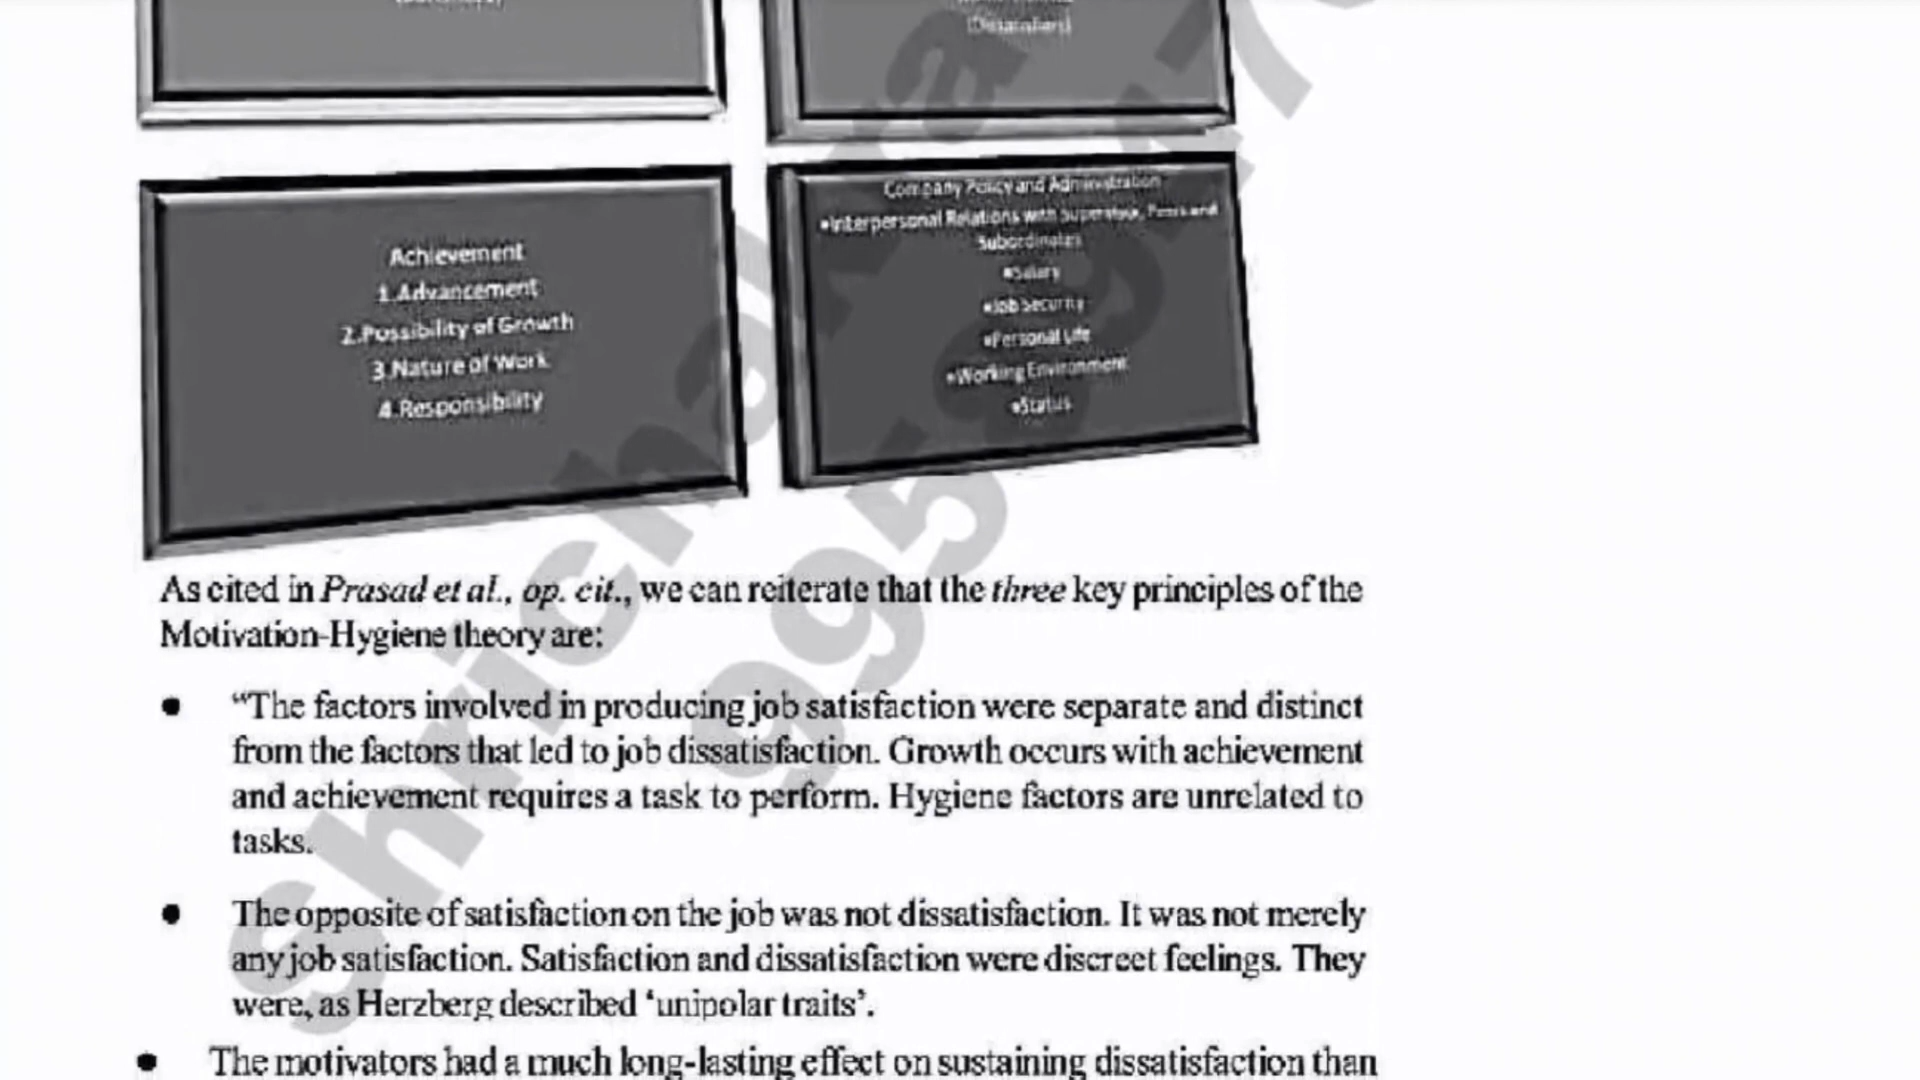 (Dissatisfiers)
Achievement
1.Advancement
2.Possibility of Growth
3.Nature of Work
4.Responsibility
Company Policy and Administration
•Interpersonal Relations with Supervisor, Peers and
Subordinates
•Salary
•Job Security
•Personal Life
•Working Environment
•Status
As cited in Prasad et al., op. cit., we can reiterate that the three key principles of the
Motivation-Hygiene theory are:
• “The factors involved in producing job satisfaction were separate and distinct
from the factors that led to job dissatisfaction. Growth occurs with achievement
and achievement requires a task to perform. Hygiene factors are unrelated to
tasks.
• The opposite of satisfaction on the job was not dissatisfaction. It was not merely
any job satisfaction. Satisfaction and dissatisfaction were discreet feelings. They
were, as Herzberg described ‘unipolar traits’.
• The motivators had a much long-lasting effect on sustaining dissatisfaction than